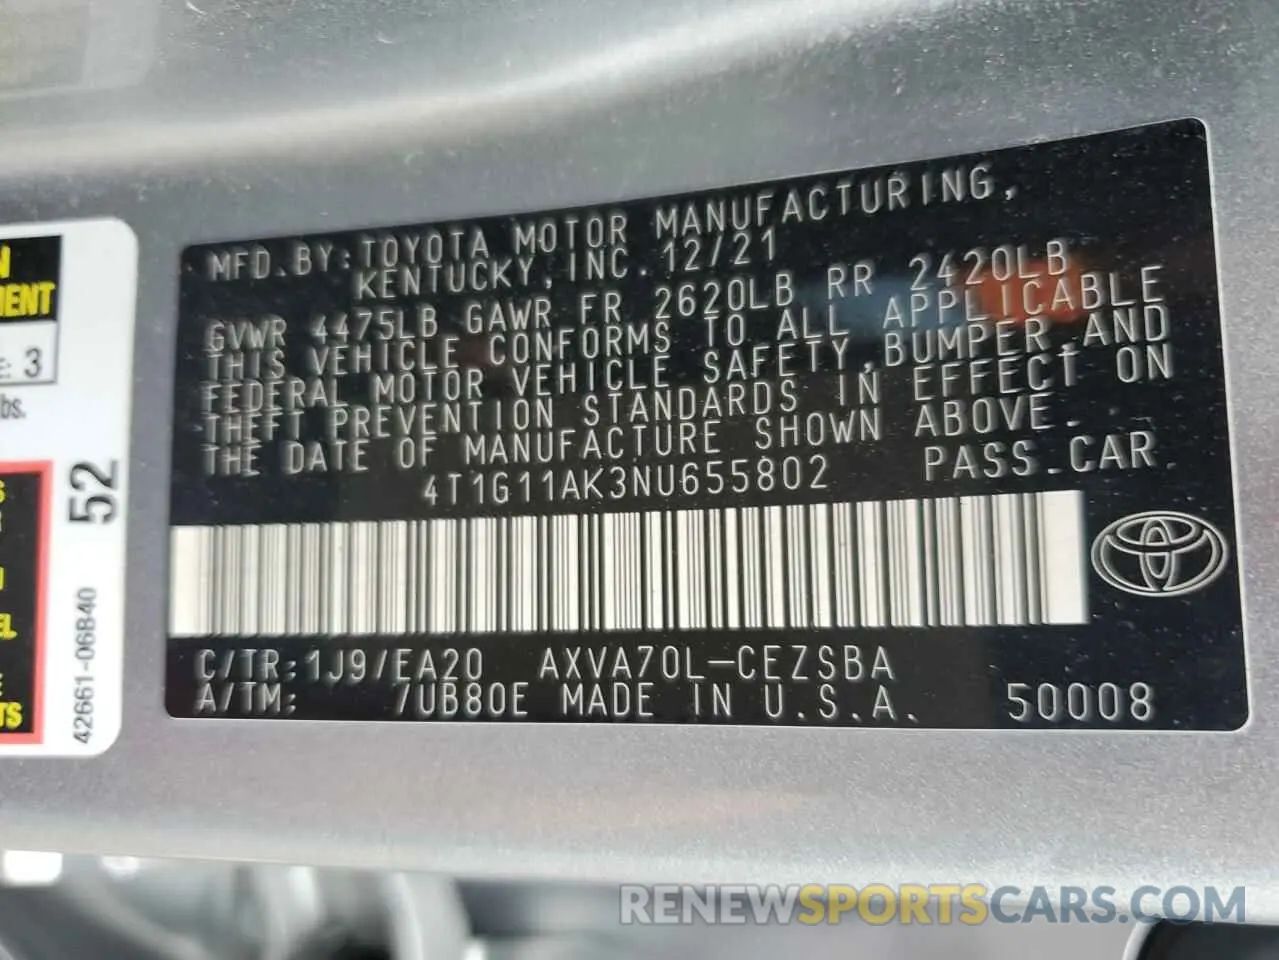 MFD.BY:TOYOTA MOTOR MANUFACTURING,
KENTUCKY,INC. 12/21
GVWR 4475LB GAWR FR 2620LB RR 2420LB
THIS VEHICLE CONFORMS TO ALL APPLICABLE
FEDERAL MOTOR VEHICLE SAFETY,BUMPER,AND
THEFT PREVENTION STANDARDS IN EFFECT ON
THE DATE OF MANUFACTURE SHOWN ABOVE.
4T1G11AK3NU655802 PASS.CAR
C/TR:1J9/EA20 AXVA70L-CEZSBA
A/TM: /UB80E MADE IN U.S.A. 50008
3
lbs.
52
42661-06B40
RENEWSPORTSCARS.COM